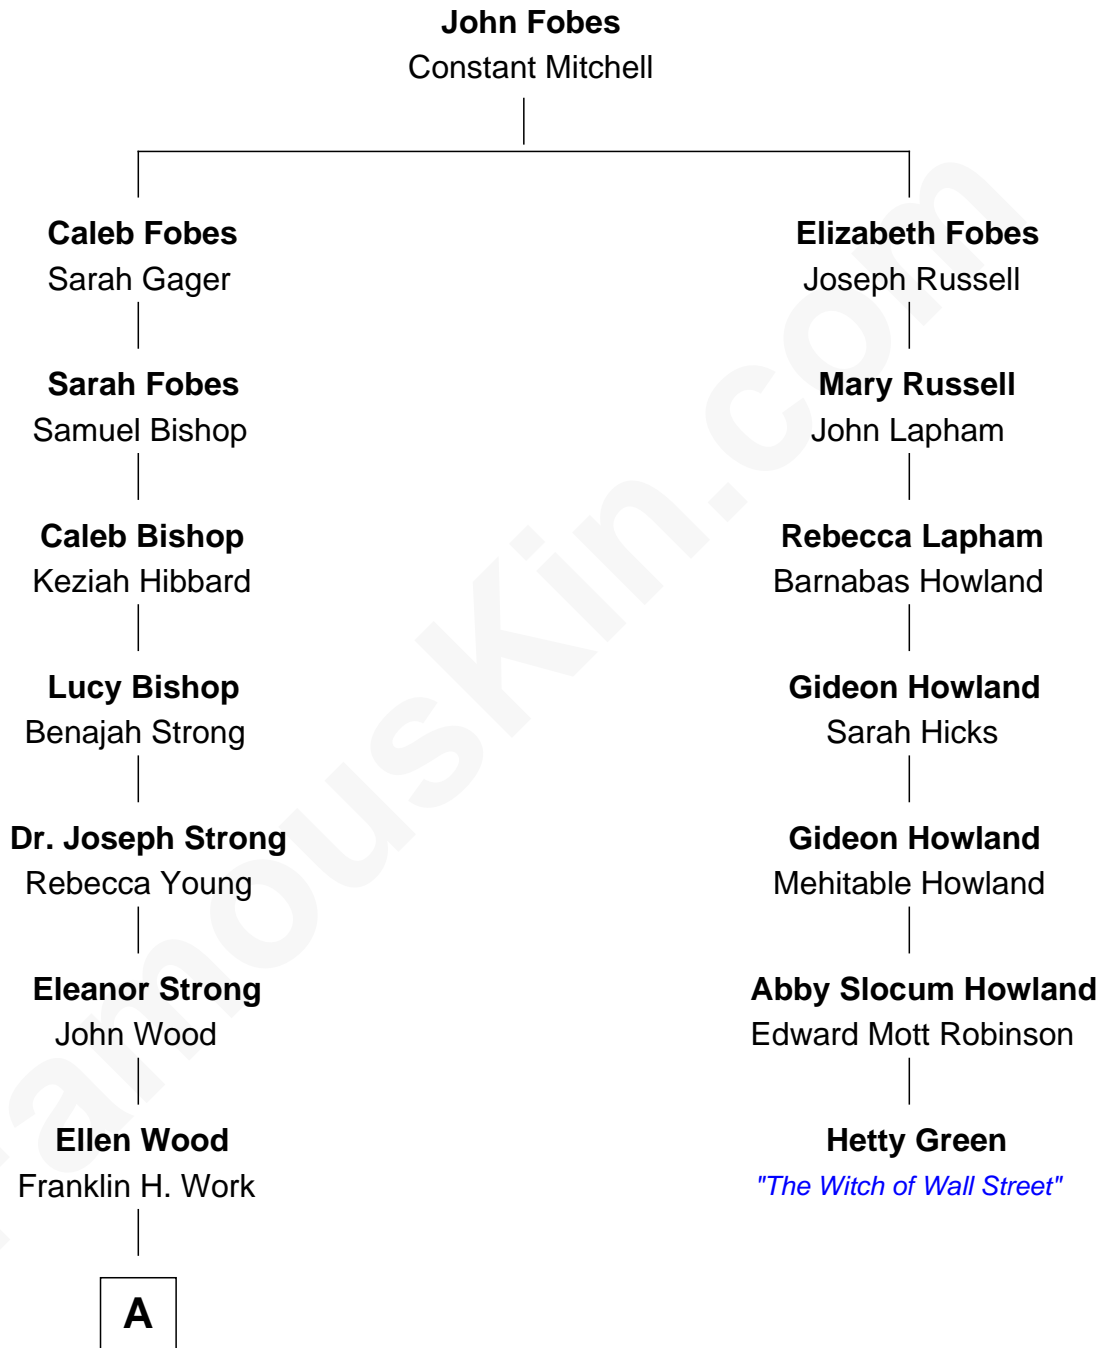 John Fobes
Constant Mitchell
Caleb Fobes
Sarah Gager
Elizabeth Fobes
Joseph Russell
Sarah Fobes
Samuel Bishop
Mary Russell
John Lapham
Caleb Bishop
Keziah Hibbard
Rebecca Lapham
Barnabas Howland
Lucy Bishop
Benajah Strong
Gideon Howland
Sarah Hicks
Dr. Joseph Strong
Rebecca Young
Gideon Howland
Mehitable Howland
Eleanor Strong
John Wood
Abby Slocum Howland
Edward Mott Robinson
Ellen Wood
Franklin H. Work
Hetty Green
"The Witch of Wall Street"
A
FamousKin.com